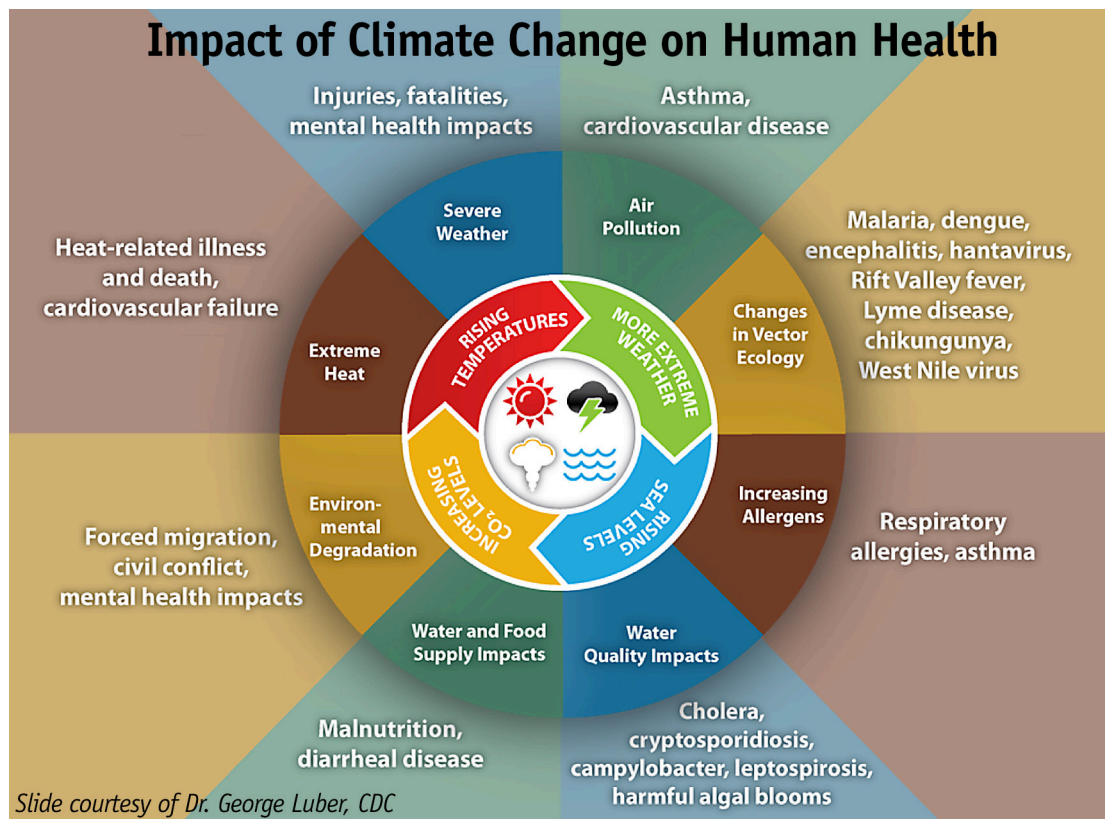 Impact of Climate Change on Human Health
Injuries, fatalities,
mental health impacts
Asthma,
cardiovascular disease
Severe
Weather
Air
Pollution
Heat-related illness
and death,
cardiovascular failure
Extreme
Heat
Changes
in Vector
Ecology
Malaria, dengue,
encephalitis, hantavirus,
Rift Valley fever,
Lyme disease,
chikungunya,
West Nile virus
RISING
TEMPERATURES
MORE EXTREME
WEATHER
INCREASING
CO₂ LEVELS
RISING
SEA LEVELS
Forced migration,
civil conflict,
mental health impacts
Environ-
mental
Degradation
Increasing
Allergens
Respiratory
allergies, asthma
Water and Food
Supply Impacts
Water
Quality Impacts
Malnutrition,
diarrheal disease
Cholera,
cryptosporidiosis,
campylobacter, leptospirosis,
harmful algal blooms
Slide courtesy of Dr. George Luber, CDC